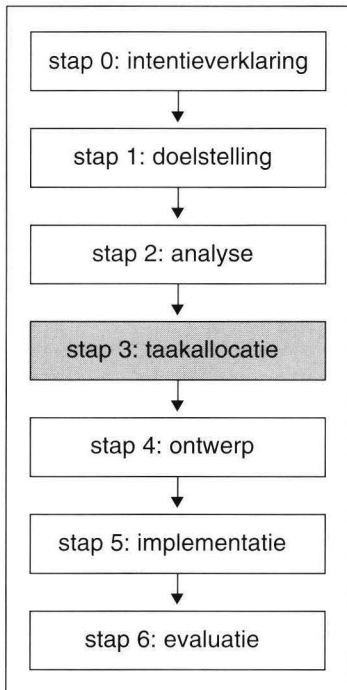 stap 0: intentieverklaring
stap 1: doelstelling
stap 2: analyse
stap 3: taakallocatie
stap 4: ontwerp
stap 5: implementatie
stap 6: evaluatie